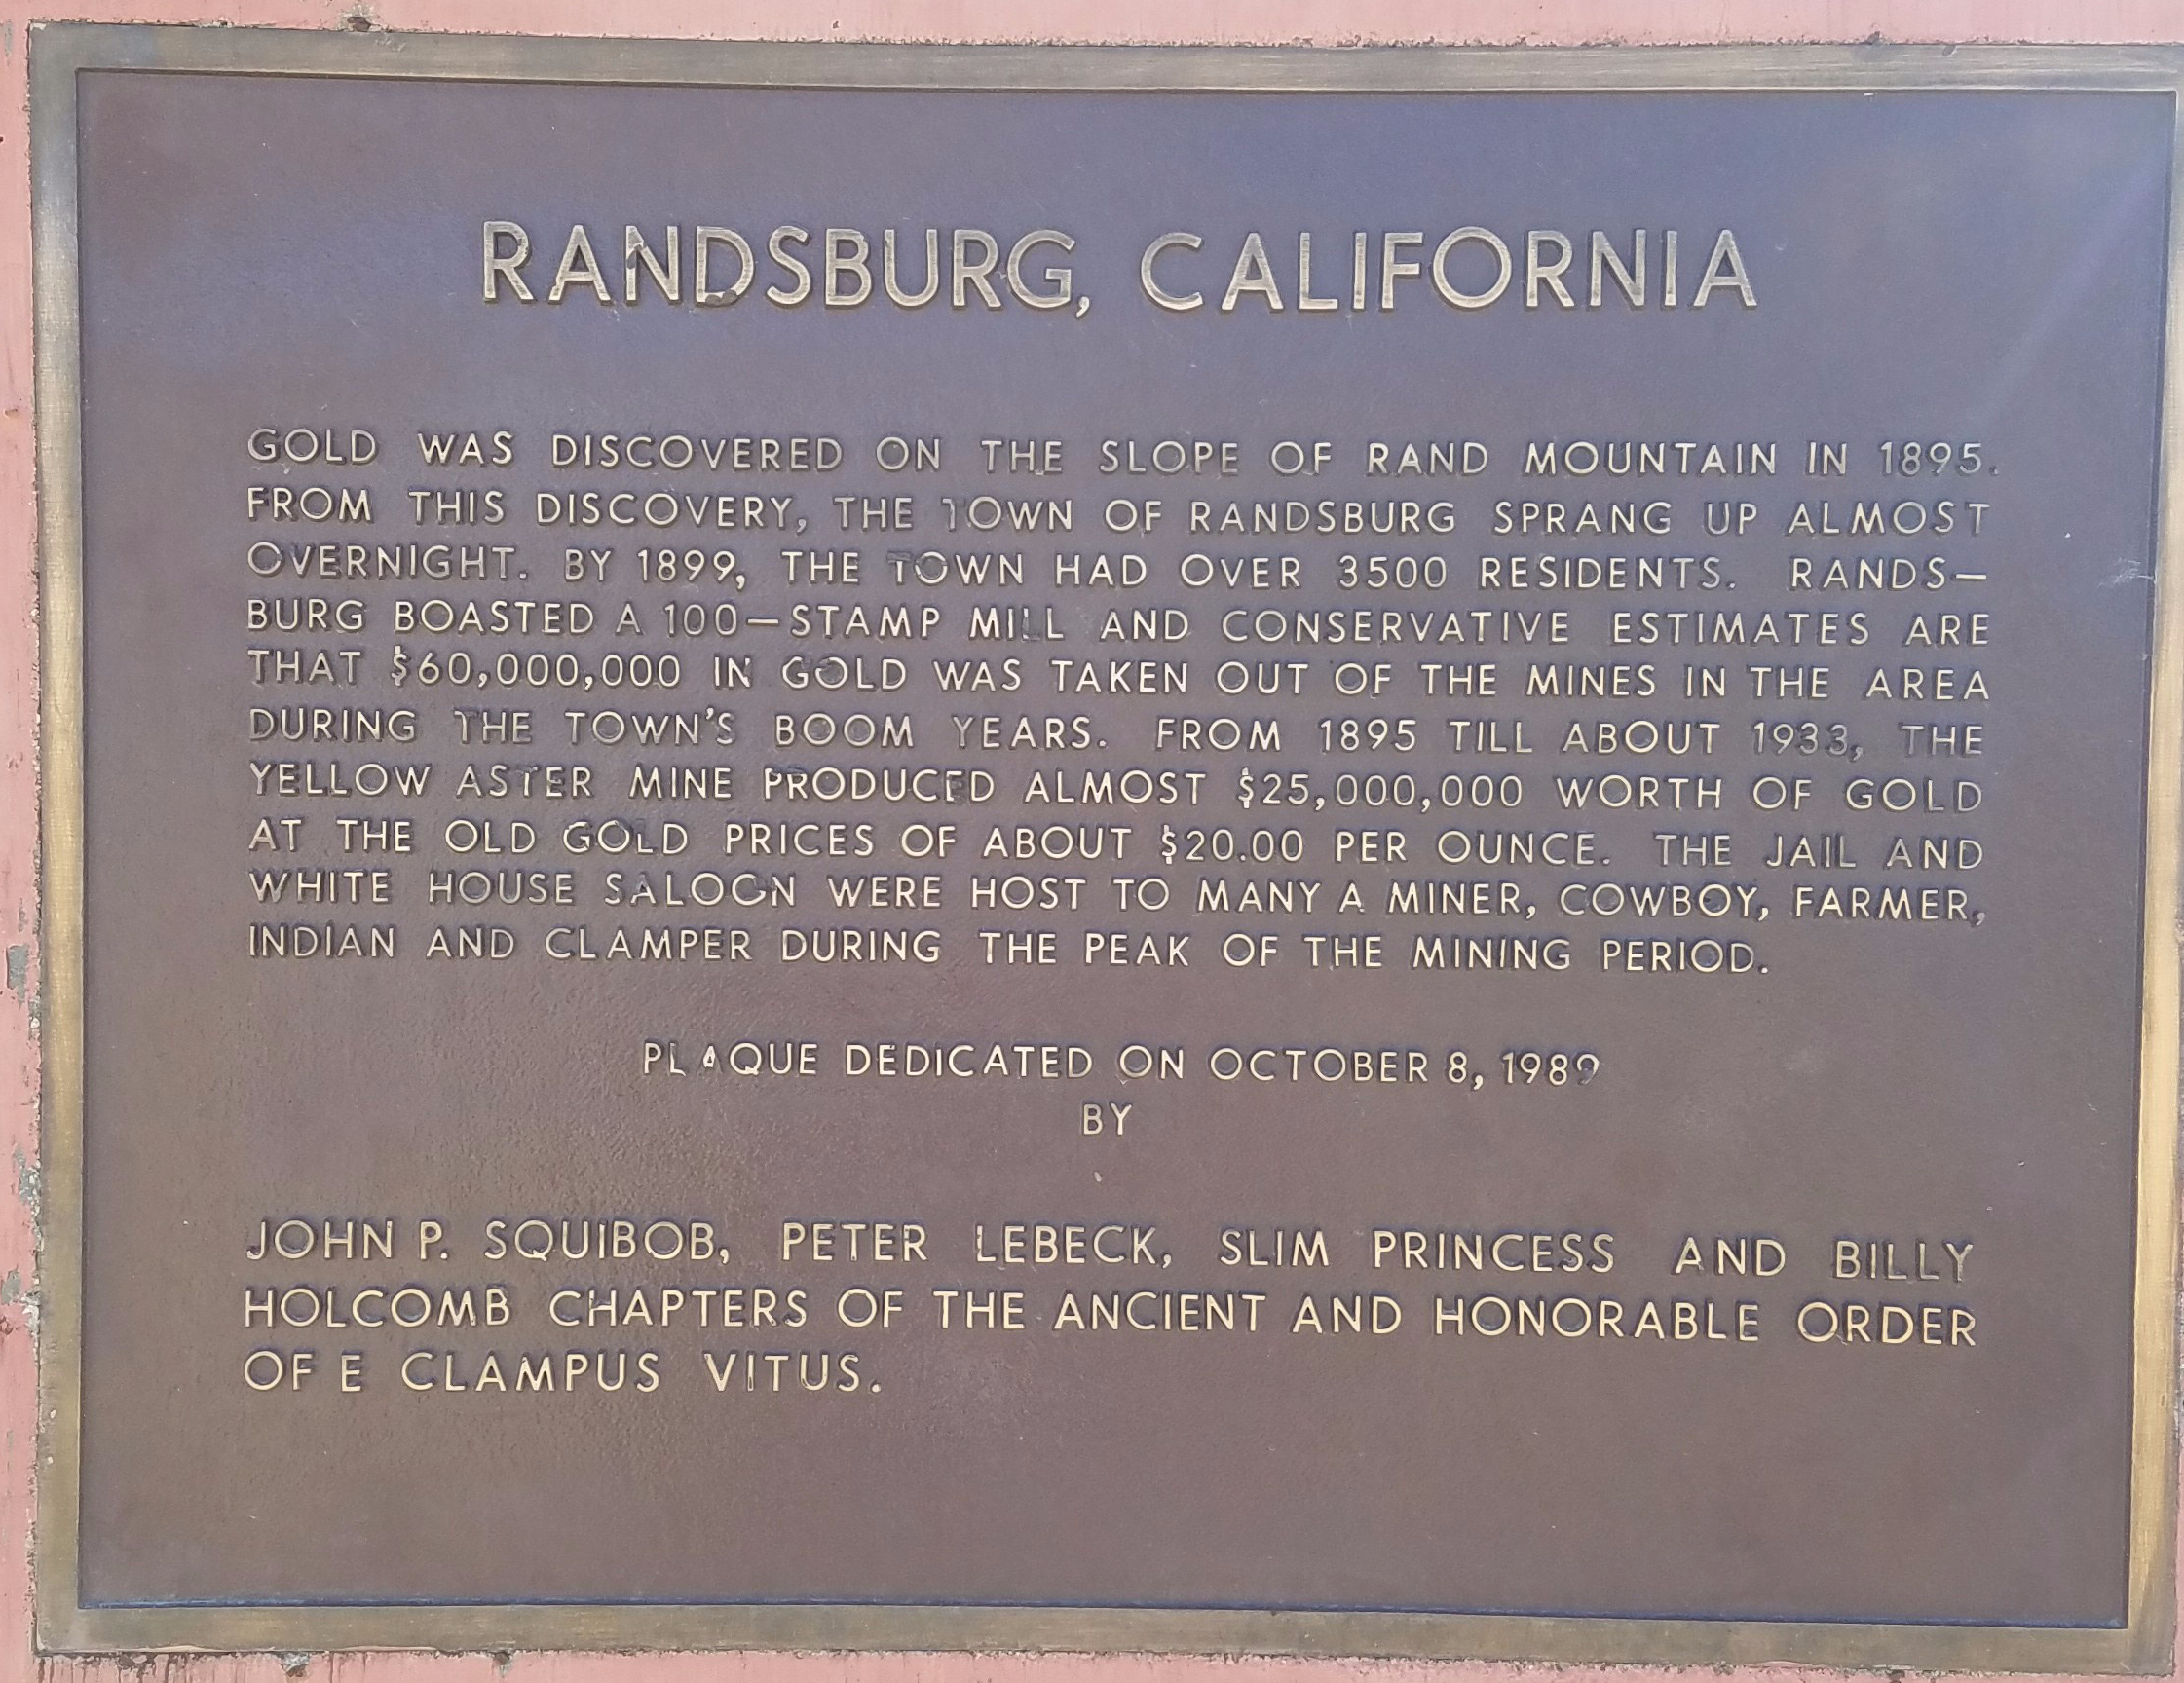 RANDSBURG, CALIFORNIA
GOLD WAS DISCOVERED ON THE SLOPE OF RAND MOUNTAIN IN 1895.
FROM THIS DISCOVERY, THE TOWN OF RANDSBURG SPRANG UP ALMOST
OVERNIGHT. BY 1899, THE TOWN HAD OVER 3500 RESIDENTS. RANDS—
BURG BOASTED A 100—STAMP MILL AND CONSERVATIVE ESTIMATES ARE
THAT $60,000,000 IN GOLD WAS TAKEN OUT OF THE MINES IN THE AREA
DURING THE TOWN'S BOOM YEARS. FROM 1895 TILL ABOUT 1933, THE
YELLOW ASTER MINE PRODUCED ALMOST $25,000,000 WORTH OF GOLD
AT THE OLD GOLD PRICES OF ABOUT $20.00 PER OUNCE. THE JAIL AND
WHITE HOUSE SALOON WERE HOST TO MANY A MINER, COWBOY, FARMER,
INDIAN AND CLAMPER DURING THE PEAK OF THE MINING PERIOD.
PLAQUE DEDICATED ON OCTOBER 8, 1989
BY
JOHN P. SQUIBOB, PETER LEBECK, SLIM PRINCESS AND BILLY
HOLCOMB CHAPTERS OF THE ANCIENT AND HONORABLE ORDER
OF E CLAMPUS VITUS.